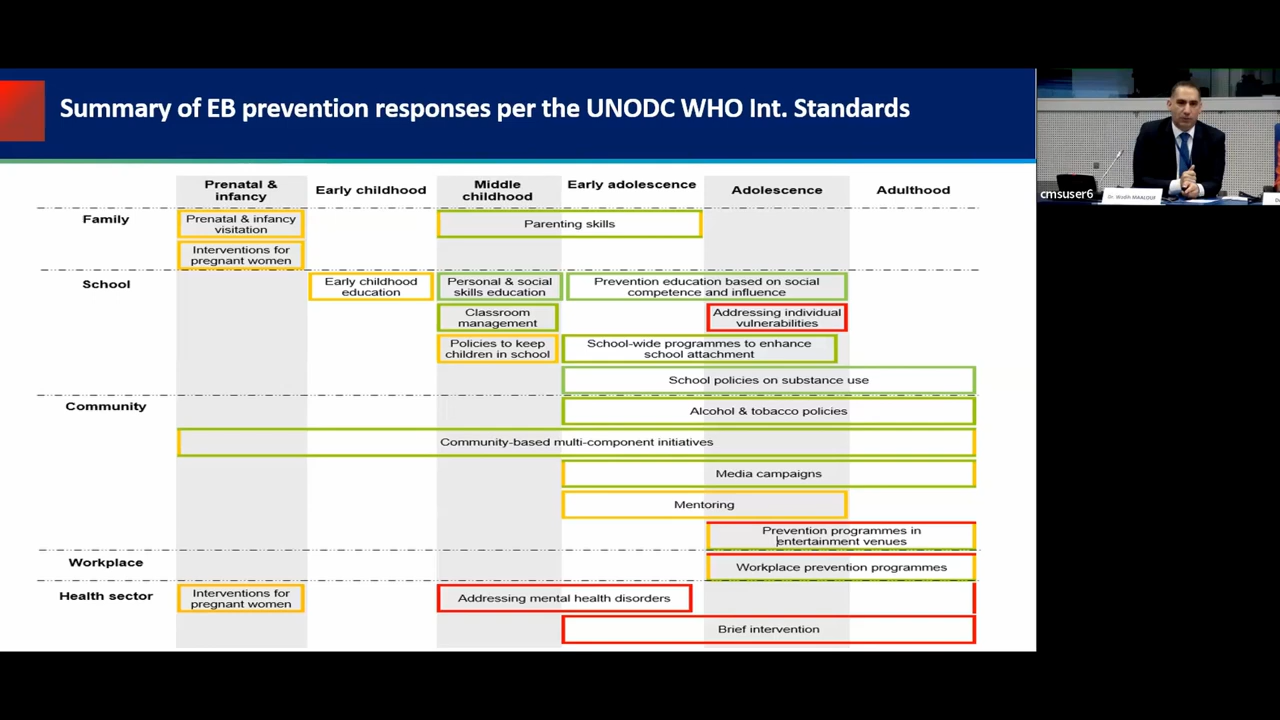 Summary of EB prevention responses per the UNODC WHO Int. Standards
cmsuser6
Dr. Wadih MAALOUF
Prenatal &
infancy
Early childhood
Middle
childhood
Early adolescence
Adolescence
Adulthood
Family
Prenatal & infancy
visitation
Parenting skills
Interventions for
pregnant women
School
Early childhood
education
Personal & social
skills education
Prevention education based on social
competence and influence
Classroom
management
Addressing individual
vulnerabilities
Policies to keep
children in school
School-wide programmes to enhance
school attachment
School policies on substance use
Community
Alcohol & tobacco policies
Community-based multi-component initiatives
Media campaigns
Mentoring
Prevention programmes in
entertainment venues
Workplace
Workplace prevention programmes
Health sector
Interventions for
pregnant women
Addressing mental health disorders
Brief intervention